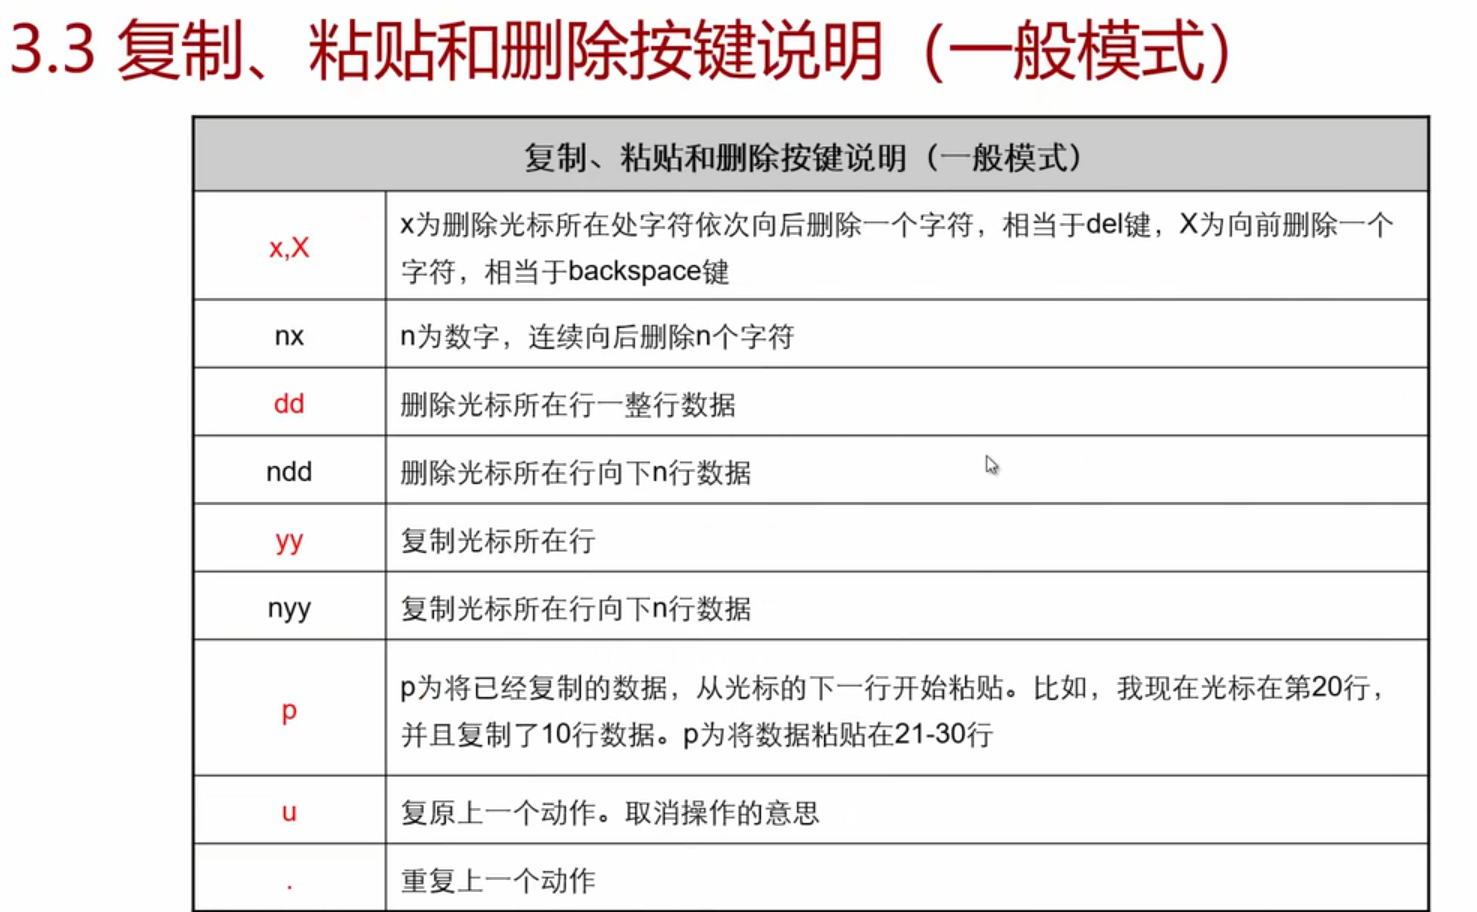 3.3 复制、粘贴和删除按键说明（一般模式）
复制、粘贴和删除按键说明（一般模式）
x,X
x为删除光标所在处字符依次向后删除一个字符，相当于del键，X为向前删除一个
字符，相当于backspace键
nx
n为数字，连续向后删除n个字符
dd
删除光标所在行一整行数据
ndd
删除光标所在行向下n行数据
yy
复制光标所在行
nyy
复制光标所在行向下n行数据
p
p为将已经复制的数据，从光标的下一行开始粘贴。比如，我现在光标在第20行，
并且复制了10行数据。p为将数据粘贴在21-30行
u
复原上一个动作。取消操作的意思
.
重复上一个动作